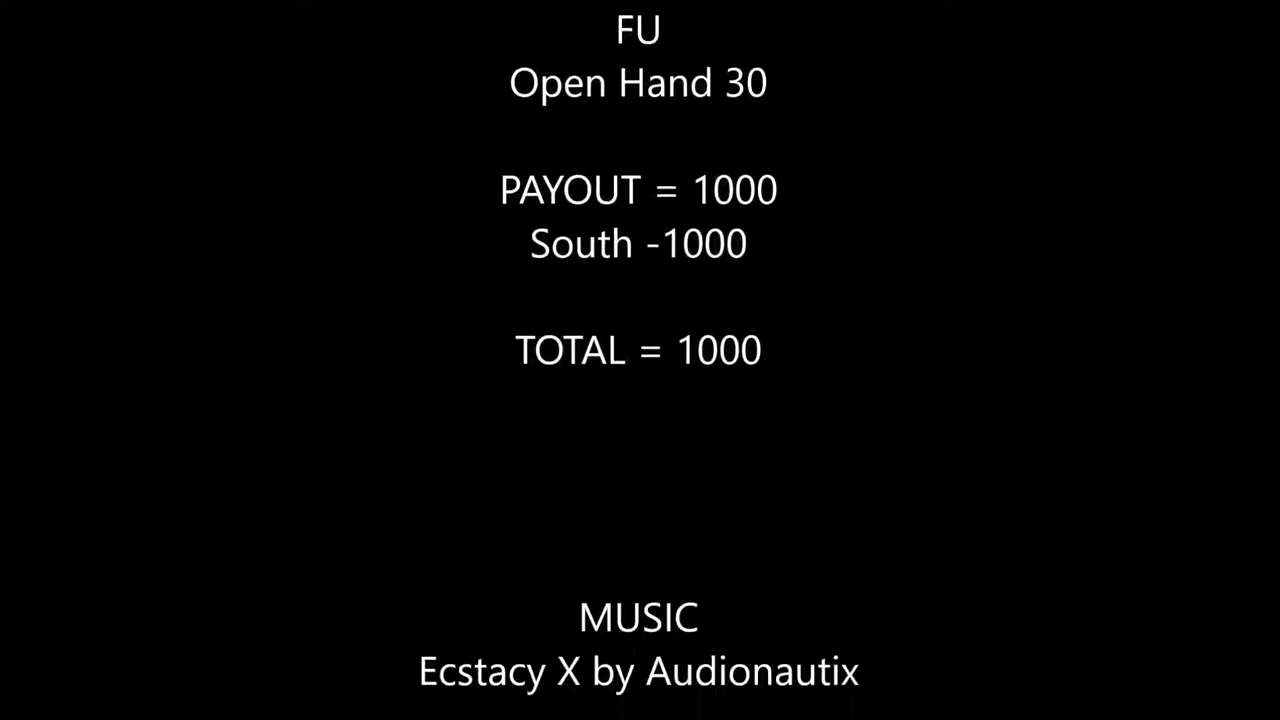 FU
Open Hand 30
PAYOUT = 1000
South -1000
TOTAL = 1000
MUSIC
Ecstacy X by Audionautix